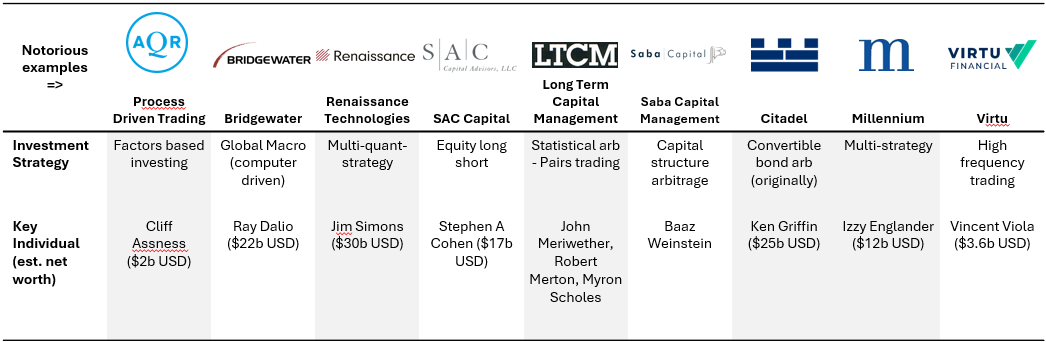 Notorious
examples
=>
AQR
BRIDGEWATER
Renaissance
S|A|C
Capital Advisors, LLC
LTCM
Saba Capital
m
VIRTU
FINANCIAL
Process
Driven Trading
Bridgewater
Renaissance
Technologies
SAC Capital
Long Term
Capital
Management
Saba Capital
Management
Citadel
Millennium
Virtu
Investment
Strategy
Factors based
investing
Global Macro
(computer
driven)
Multi-quant-
strategy
Equity long
short
Statistical arb
- Pairs trading
Capital
structure
arbitrage
Convertible
bond arb
(originally)
Multi-strategy
High
frequency
trading
Key
Individual
(est. net
worth)
Cliff
Assness
($2b USD)
Ray Dalio
($22b USD)
Jim Simons
($30b USD)
Stephen A
Cohen ($17b
USD)
John
Meriwether,
Robert
Merton, Myron
Scholes
Baaz
Weinstein
Ken Griffin
($25b USD)
Izzy Englander
($12b USD)
Vincent Viola
($3.6b USD)